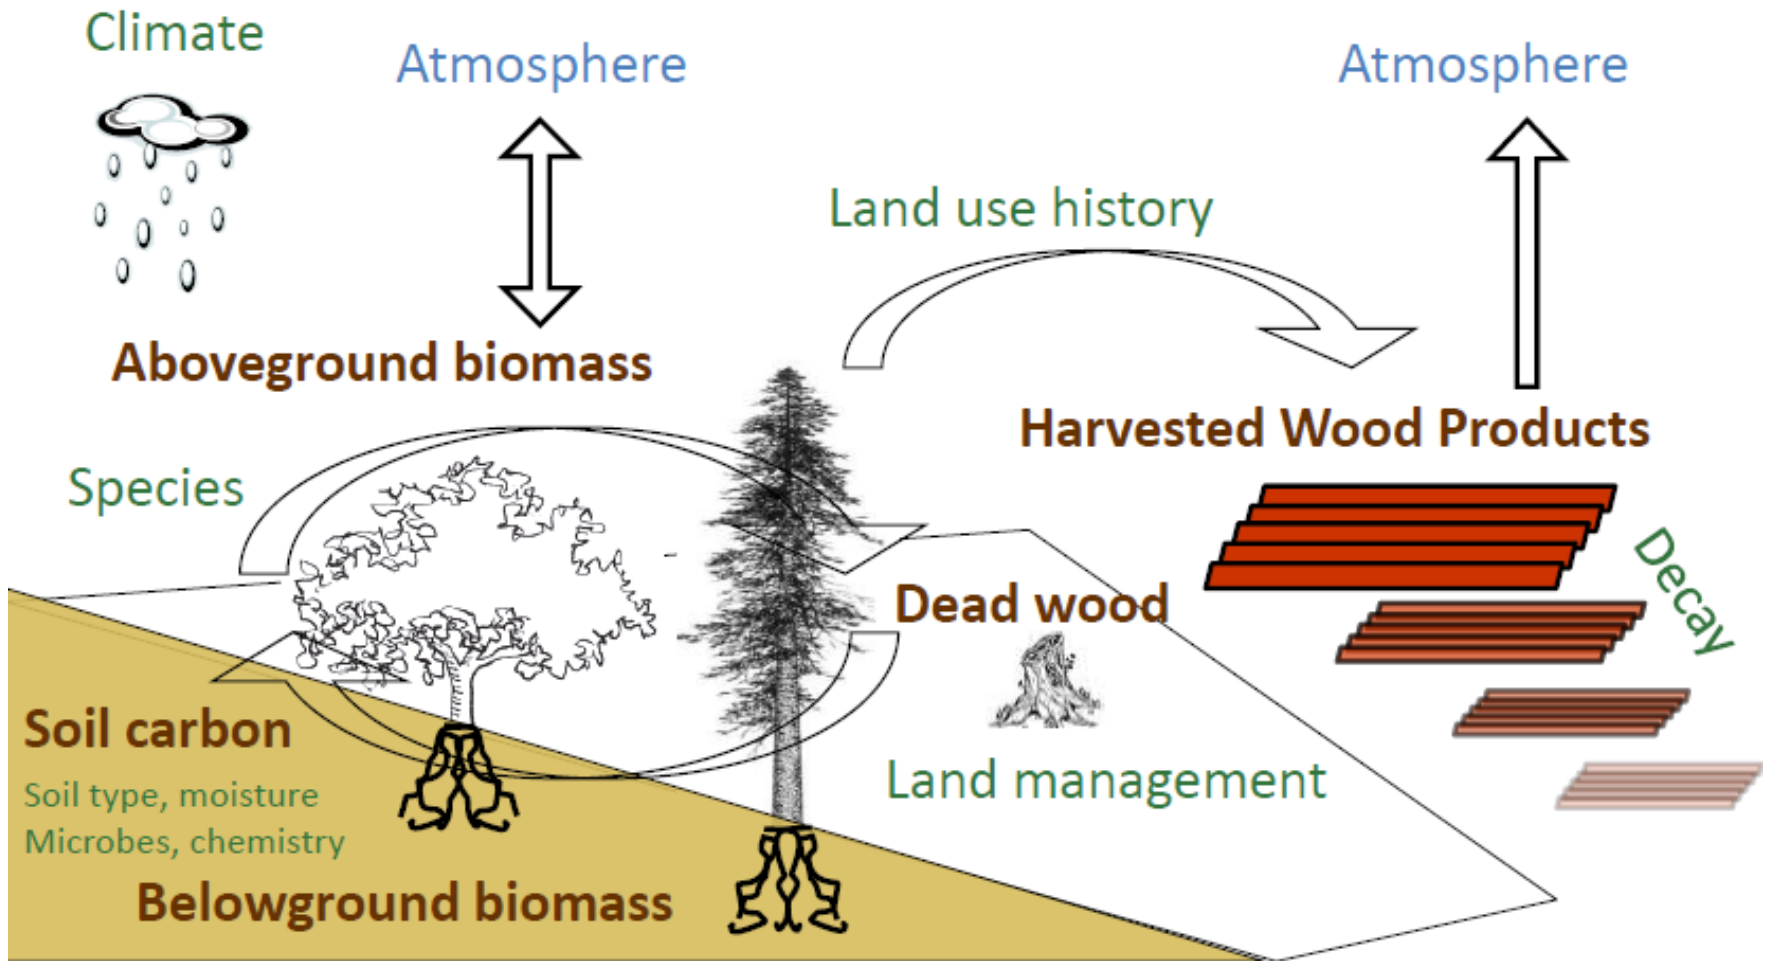 Climate
Atmosphere
Atmosphere
Land use history
Aboveground biomass
Harvested Wood Products
Species
Decay
Dead wood
Soil carbon
Soil type, moisture
Microbes, chemistry
Land management
Belowground biomass